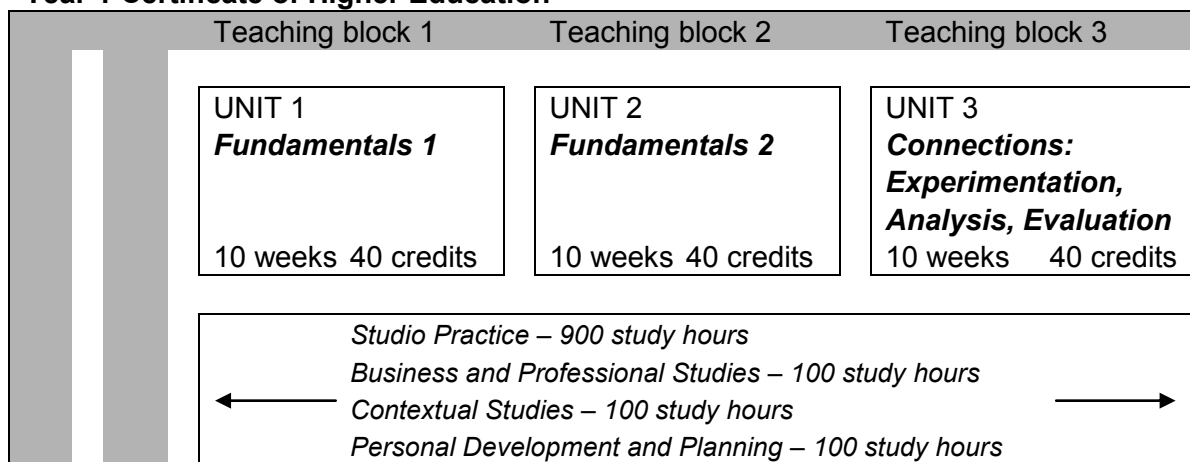 Year 1 Certificate of Higher Education
Teaching block 1 Teaching block 2 Teaching block 3
UNIT 1
Fundamentals 1
10 weeks 40 credits
UNIT 2
Fundamentals 2
10 weeks 40 credits
UNIT 3
Connections:
Experimentation,
Analysis, Evaluation
10 weeks 40 credits
Studio Practice – 900 study hours
Business and Professional Studies – 100 study hours
Contextual Studies – 100 study hours
Personal Development and Planning – 100 study hours